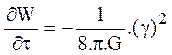 ∂W/∂τ = − 1/8.π.G .(γ)²